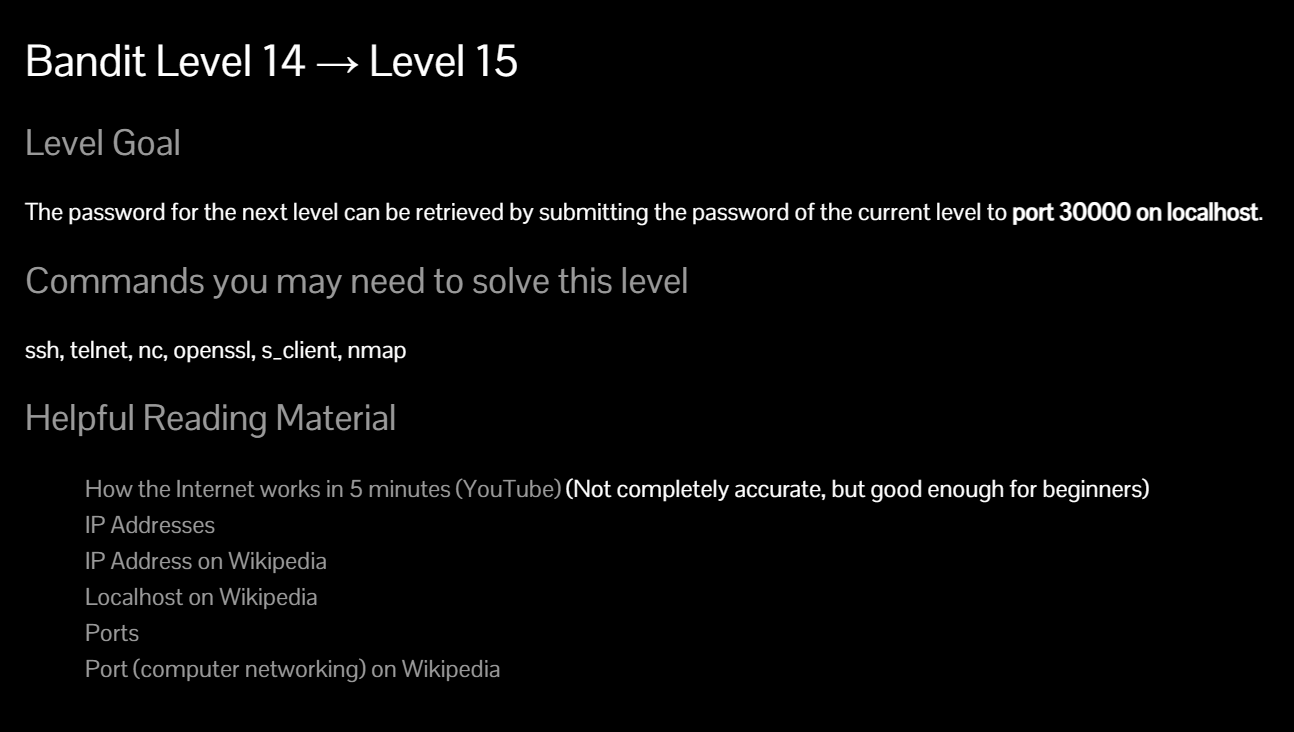 Bandit Level 14 → Level 15
Level Goal
The password for the next level can be retrieved by submitting the password of the current level to port 30000 on localhost.
Commands you may need to solve this level
ssh, telnet, nc, openssl, s_client, nmap
Helpful Reading Material
How the Internet works in 5 minutes (YouTube) (Not completely accurate, but good enough for beginners)
IP Addresses
IP Address on Wikipedia
Localhost on Wikipedia
Ports
Port (computer networking) on Wikipedia